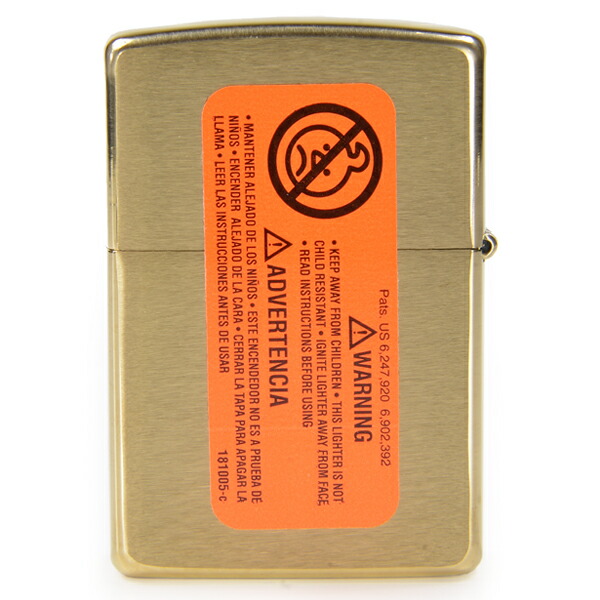 Pats. US 6,247,920 6,902,392
WARNING
• KEEP AWAY FROM CHILDREN • THIS LIGHTER IS NOT
CHILD RESISTANT • IGNITE LIGHTER AWAY FROM FACE
• READ INSTRUCTIONS BEFORE USING
ADVERTENCIA
• MANTENER ALEJADO DE LOS NIÑOS • ESTE ENCENDEDOR NO ES A PRUEBA DE
NIÑOS • ENCENDER ALEJADO DE LA CARA • CERRAR LA TAPA PARA APAGAR LA
LLAMA • LEER LAS INSTRUCCIONES ANTES DE USAR
181005-c